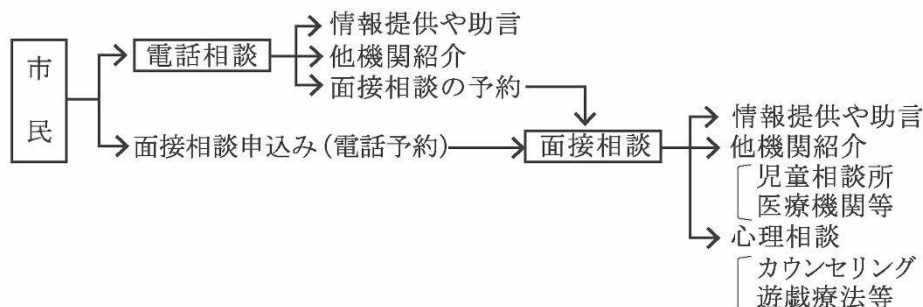 市民
電話相談
情報提供や助言
他機関紹介
面接相談の予約
面接相談申込み(電話予約)
面接相談
情報提供や助言
他機関紹介
児童相談所
医療機関等
心理相談
カウンセリング
遊戯療法等